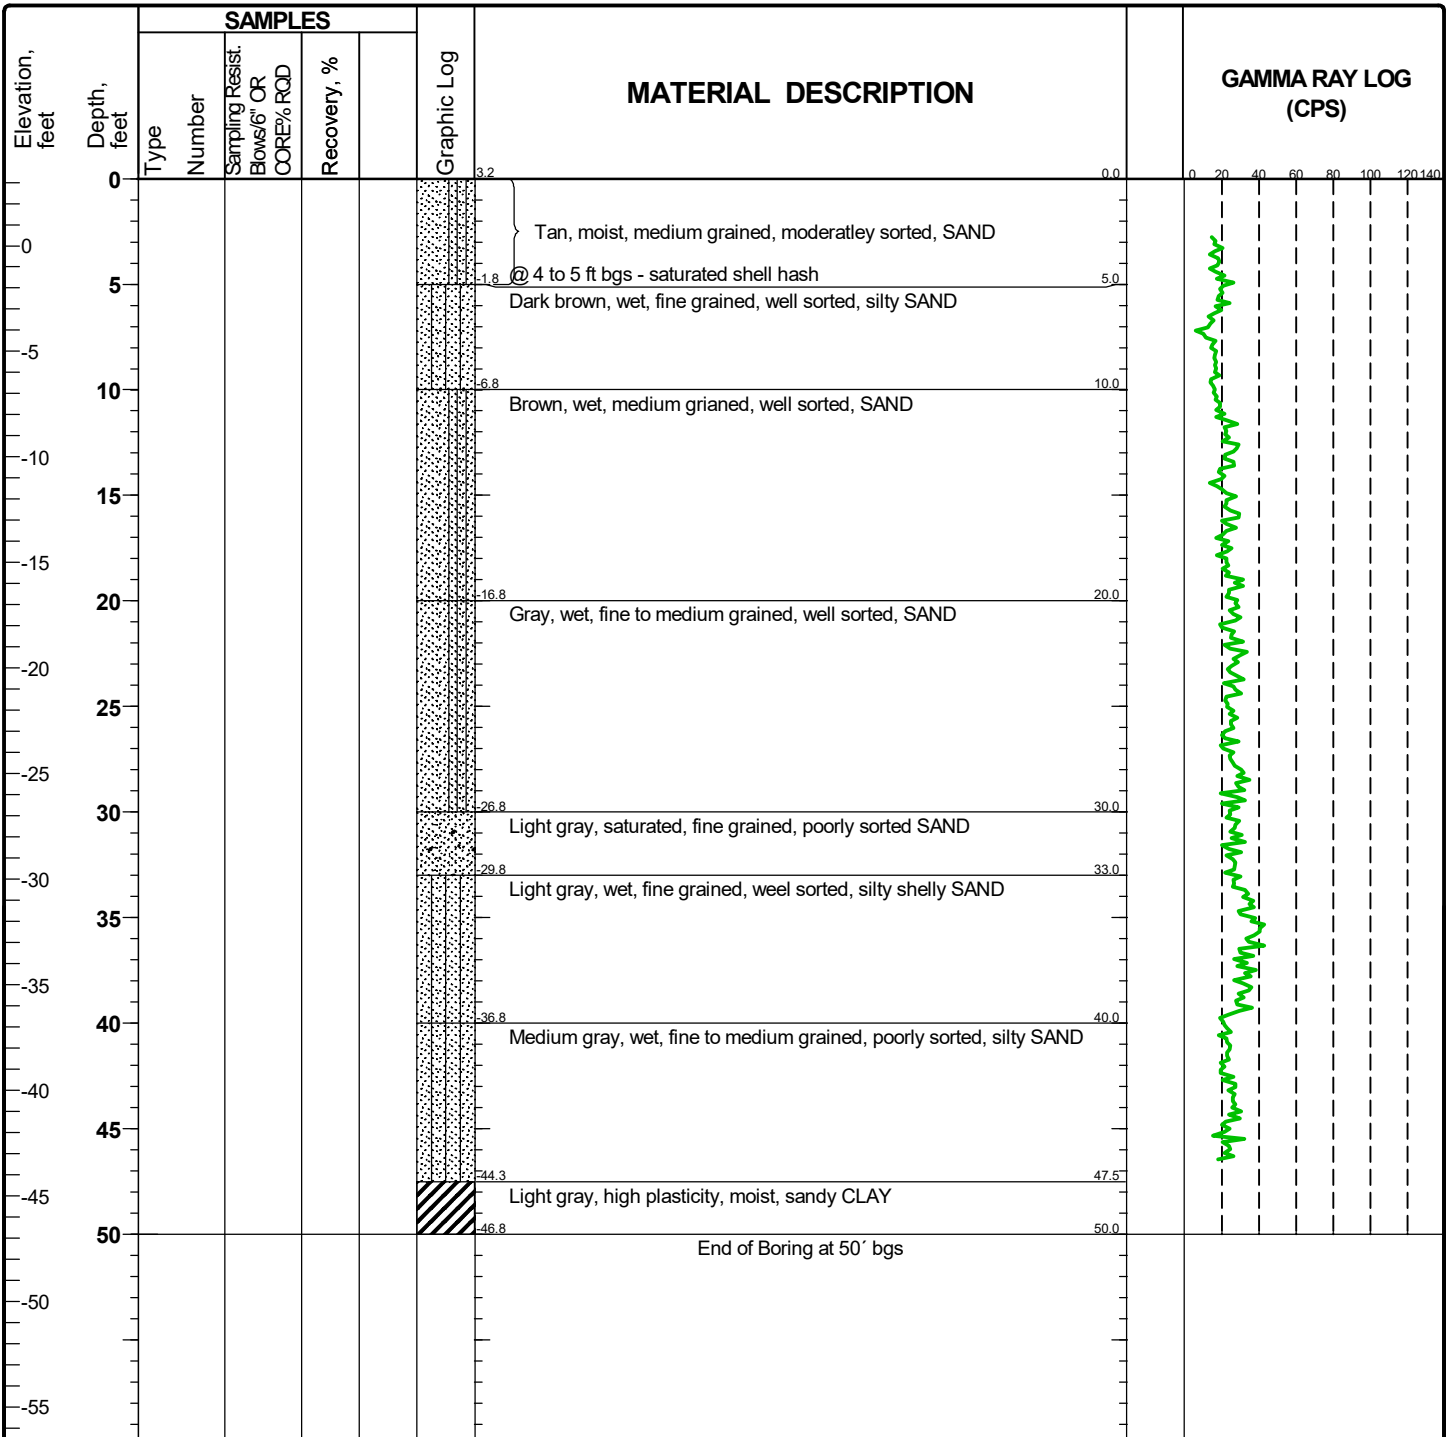 SAMPLES
Elevation,
feet
Depth,
feet
Type
Number
Sampling Resist.
Blows/6" OR
CORE% RQD
Recovery, %
Graphic Log
MATERIAL DESCRIPTION
GAMMA RAY LOG
(CPS)
0 3.2 0.0 0 20 40 60 80 100 120 140
Tan, moist, medium grained, moderatley sorted, SAND
0
@ 4 to 5 ft bgs - saturated shell hash
5 -1.8 5.0
Dark brown, wet, fine grained, well sorted, silty SAND
-5
10 -6.8 10.0
Brown, wet, medium grianed, well sorted, SAND
-10
15
-15
20 -16.8 20.0
Gray, wet, fine to medium grained, well sorted, SAND
-20
25
-25
30 -26.8 30.0
Light gray, saturated, fine grained, poorly sorted SAND
-30 -29.8 33.0
Light gray, wet, fine grained, weel sorted, silty shelly SAND
35
-35
40 -36.8 40.0
Medium gray, wet, fine to medium grained, poorly sorted, silty SAND
-40
45
-44.3 47.5
-45 Light gray, high plasticity, moist, sandy CLAY
50 -46.8 50.0
End of Boring at 50´ bgs
-50
-55